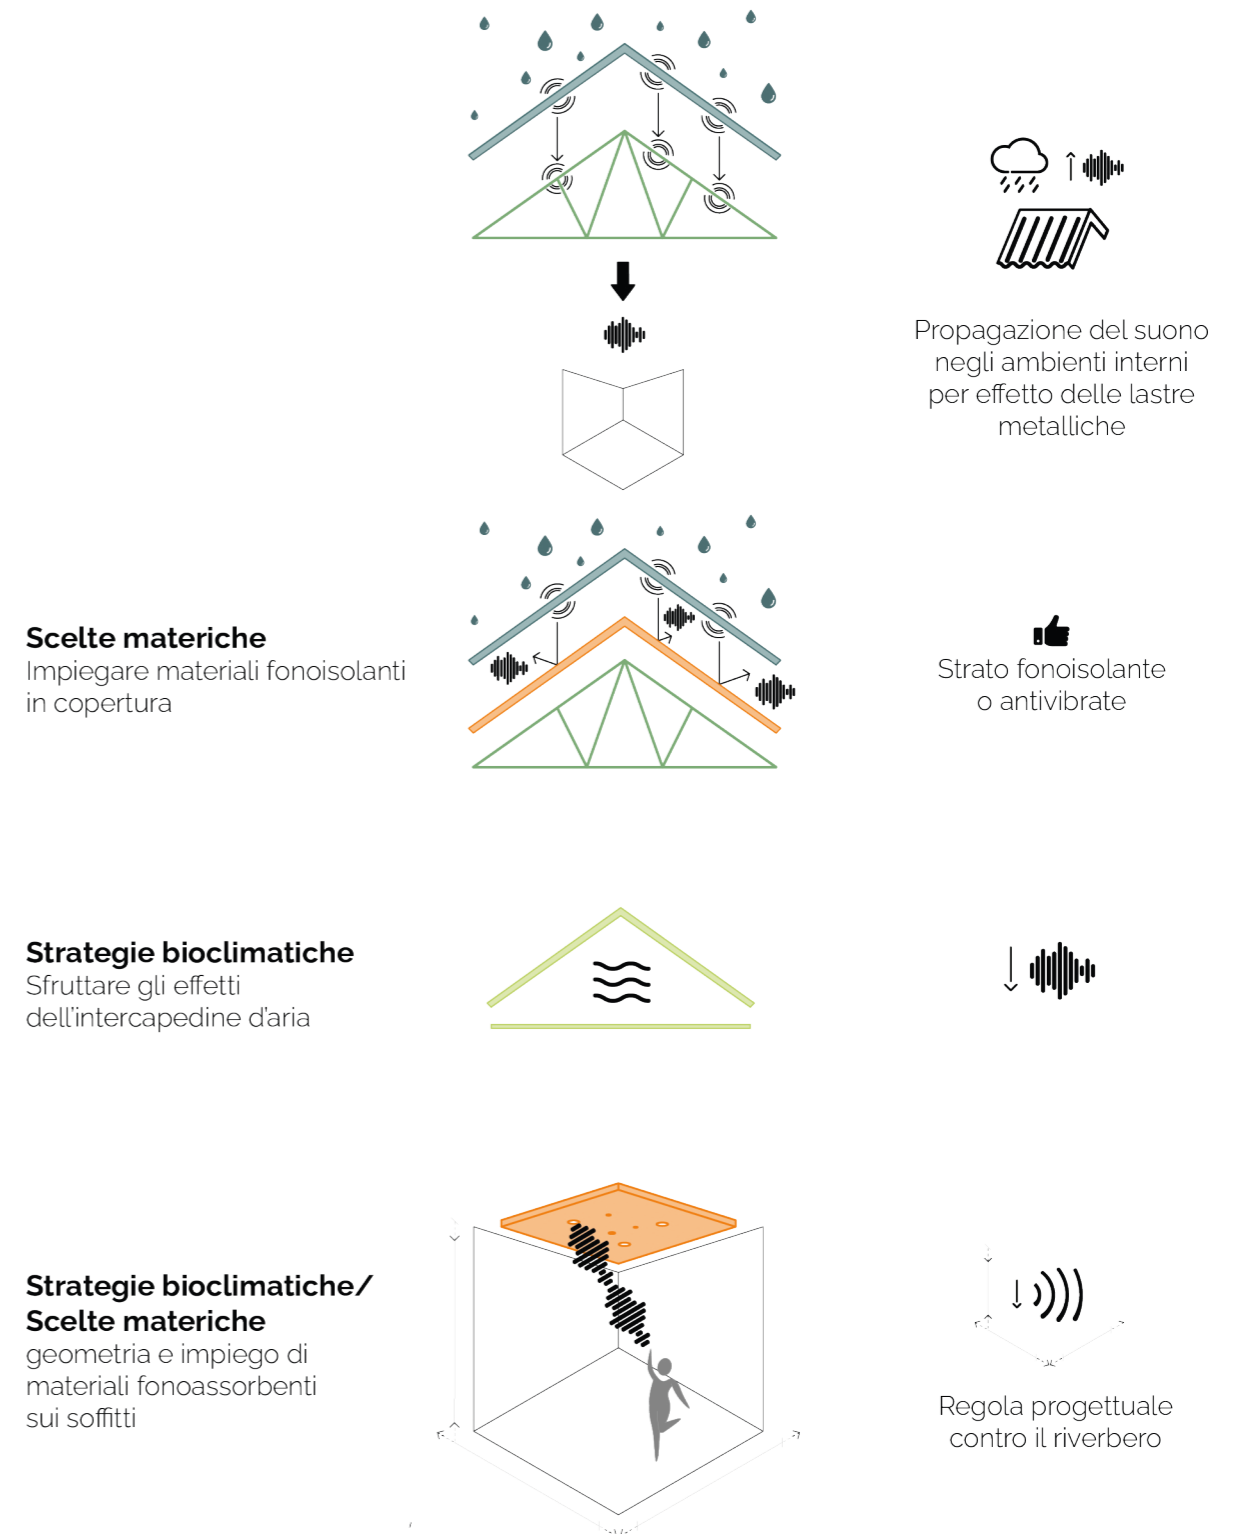 Propagazione del suono
negli ambienti interni
per effetto delle lastre
metalliche
Scelte materiche
Impiegare materiali fonoisolanti
in copertura
Strato fonoisolante
o antivibrate
Strategie bioclimatiche
Sfruttare gli effetti
dell'intercapedine d'aria
Strategie bioclimatiche/
Scelte materiche
geometria e impiego di
materiali fonoassorbenti
sui soffitti
Regola progettuale
contro il riverbero